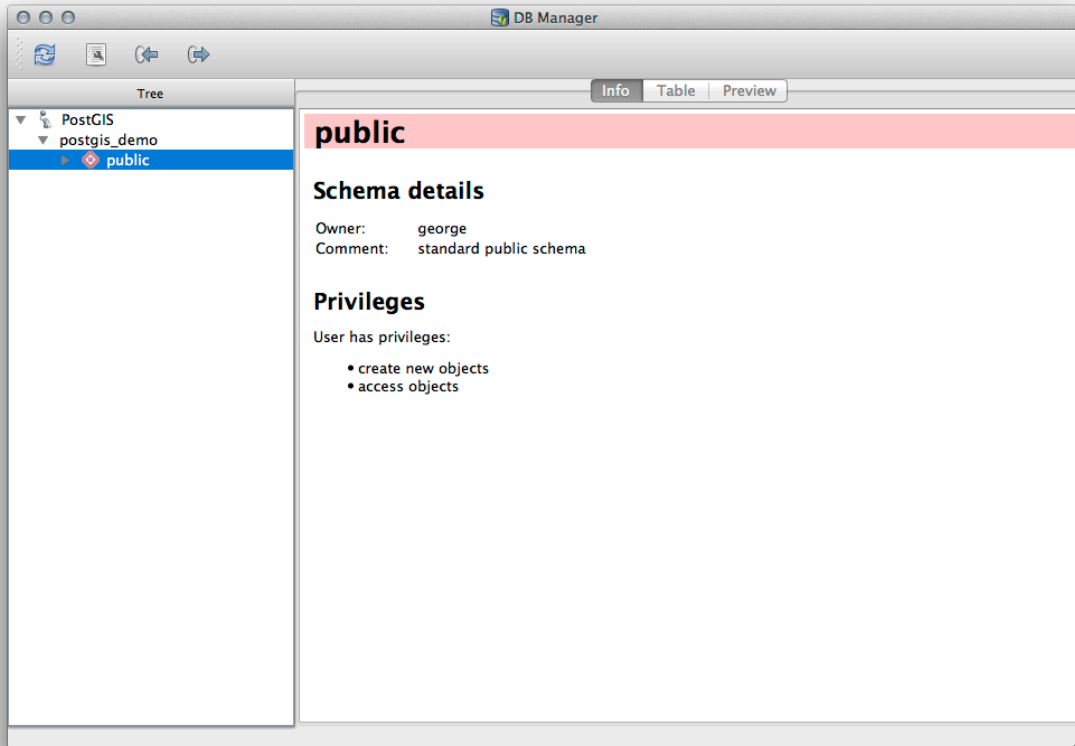 DB Manager
Tree
Info Table Preview
PostGIS
postgis_demo
public
public
Schema details
Owner: george
Comment: standard public schema
Privileges
User has privileges:
• create new objects
• access objects